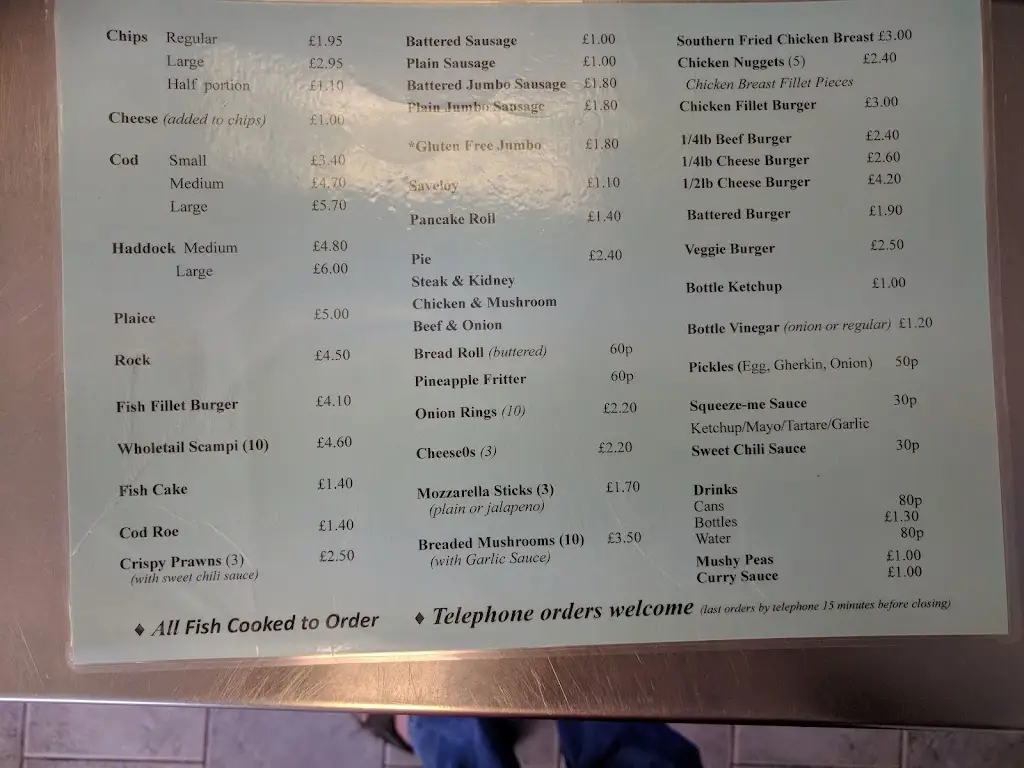 Chips Regular £1.95
Large £2.95
Half portion £1.10
Cheese (added to chips) £1.00
Cod Small £3.40
Medium £4.70
Large £5.70
Haddock Medium £4.80
Large £6.00
Plaice £5.00
Rock £4.50
Fish Fillet Burger £4.10
Wholetail Scampi (10) £4.60
Fish Cake £1.40
Cod Roe £1.40
Crispy Prawns (3) £2.50
(with sweet chili sauce)
Battered Sausage £1.00
Plain Sausage £1.00
Battered Jumbo Sausage £1.80
Plain Jumbo Sausage £1.80
*Gluten Free Jumbo £1.80
Saveloy £1.10
Pancake Roll £1.40
Pie £2.40
Steak & Kidney
Chicken & Mushroom
Beef & Onion
Bread Roll (buttered) 60p
Pineapple Fritter 60p
Onion Rings (10) £2.20
Cheese0s (3) £2.20
Mozzarella Sticks (3) £1.70
(plain or jalapeno)
Breaded Mushrooms (10) £3.50
(with Garlic Sauce)
Southern Fried Chicken Breast £3.00
Chicken Nuggets (5) £2.40
Chicken Breast Fillet Pieces
Chicken Fillet Burger £3.00
1/4lb Beef Burger £2.40
1/4lb Cheese Burger £2.60
1/2lb Cheese Burger £4.20
Battered Burger £1.90
Veggie Burger £2.50
Bottle Ketchup £1.00
Bottle Vinegar (onion or regular) £1.20
Pickles (Egg, Gherkin, Onion) 50p
Squeeze-me Sauce 30p
Ketchup/Mayo/Tartare/Garlic
Sweet Chili Sauce 30p
Drinks
Cans 80p
Bottles £1.30
Water 80p
Mushy Peas £1.00
Curry Sauce £1.00
♦ All Fish Cooked to Order ♦ Telephone orders welcome (last orders by telephone 15 minutes before closing)